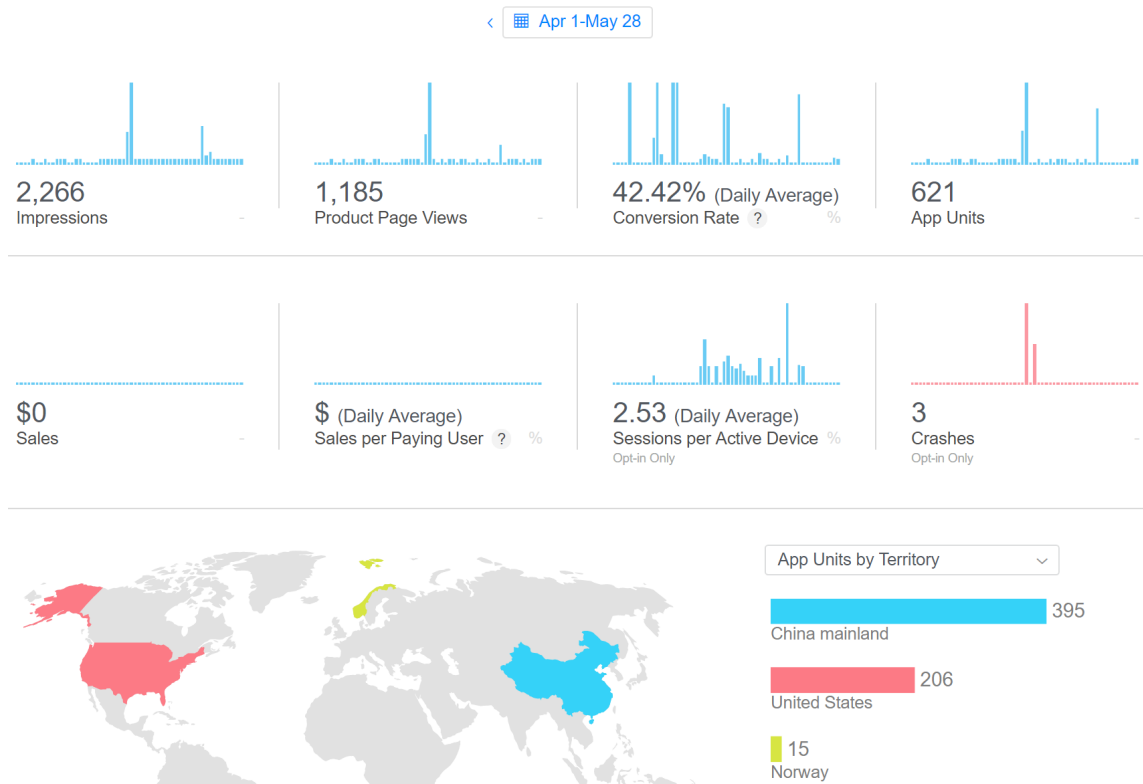 Apr 1-May 28
2,266
Impressions -
1,185
Product Page Views -
42.42% (Daily Average)
Conversion Rate ? %
621
App Units -
$0
Sales -
$ (Daily Average)
Sales per Paying User ? %
2.53 (Daily Average)
Sessions per Active Device %
Opt-in Only
3
Crashes -
Opt-in Only
App Units by Territory
395
China mainland
206
United States
15
Norway